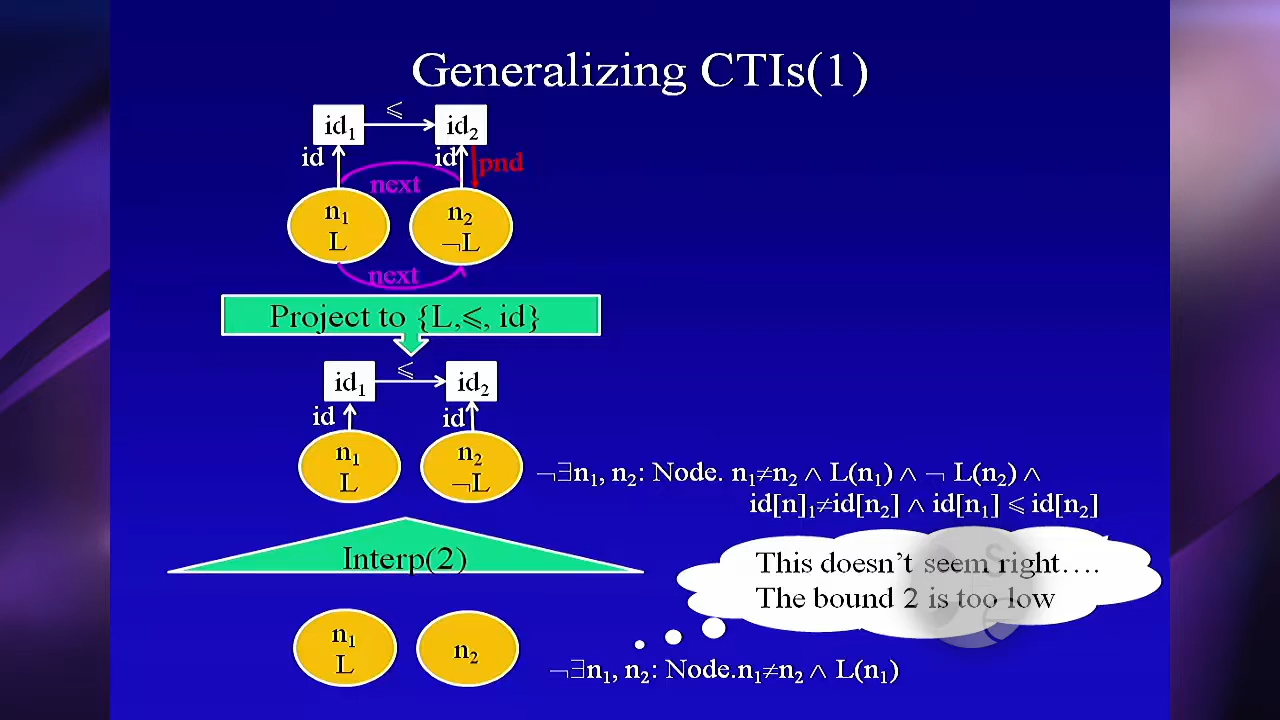 Generalizing CTIs(1)
⩽
id₁ id₂
id id pnd
next
n₁ n₂
L ¬L
next
Project to {L,⩽, id}
⩽
id₁ id₂
id id
n₁ n₂
L ¬L
¬∃n₁, n₂: Node. n₁≠n₂ ∧ L(n₁) ∧ ¬ L(n₂) ∧
id[n]₁≠id[n₂] ∧ id[n₁] ⩽ id[n₂]
Interp(2)
This doesn't seem right….
The bound 2 is too low
n₁ n₂
L
¬∃n₁, n₂: Node.n₁≠n₂ ∧ L(n₁)